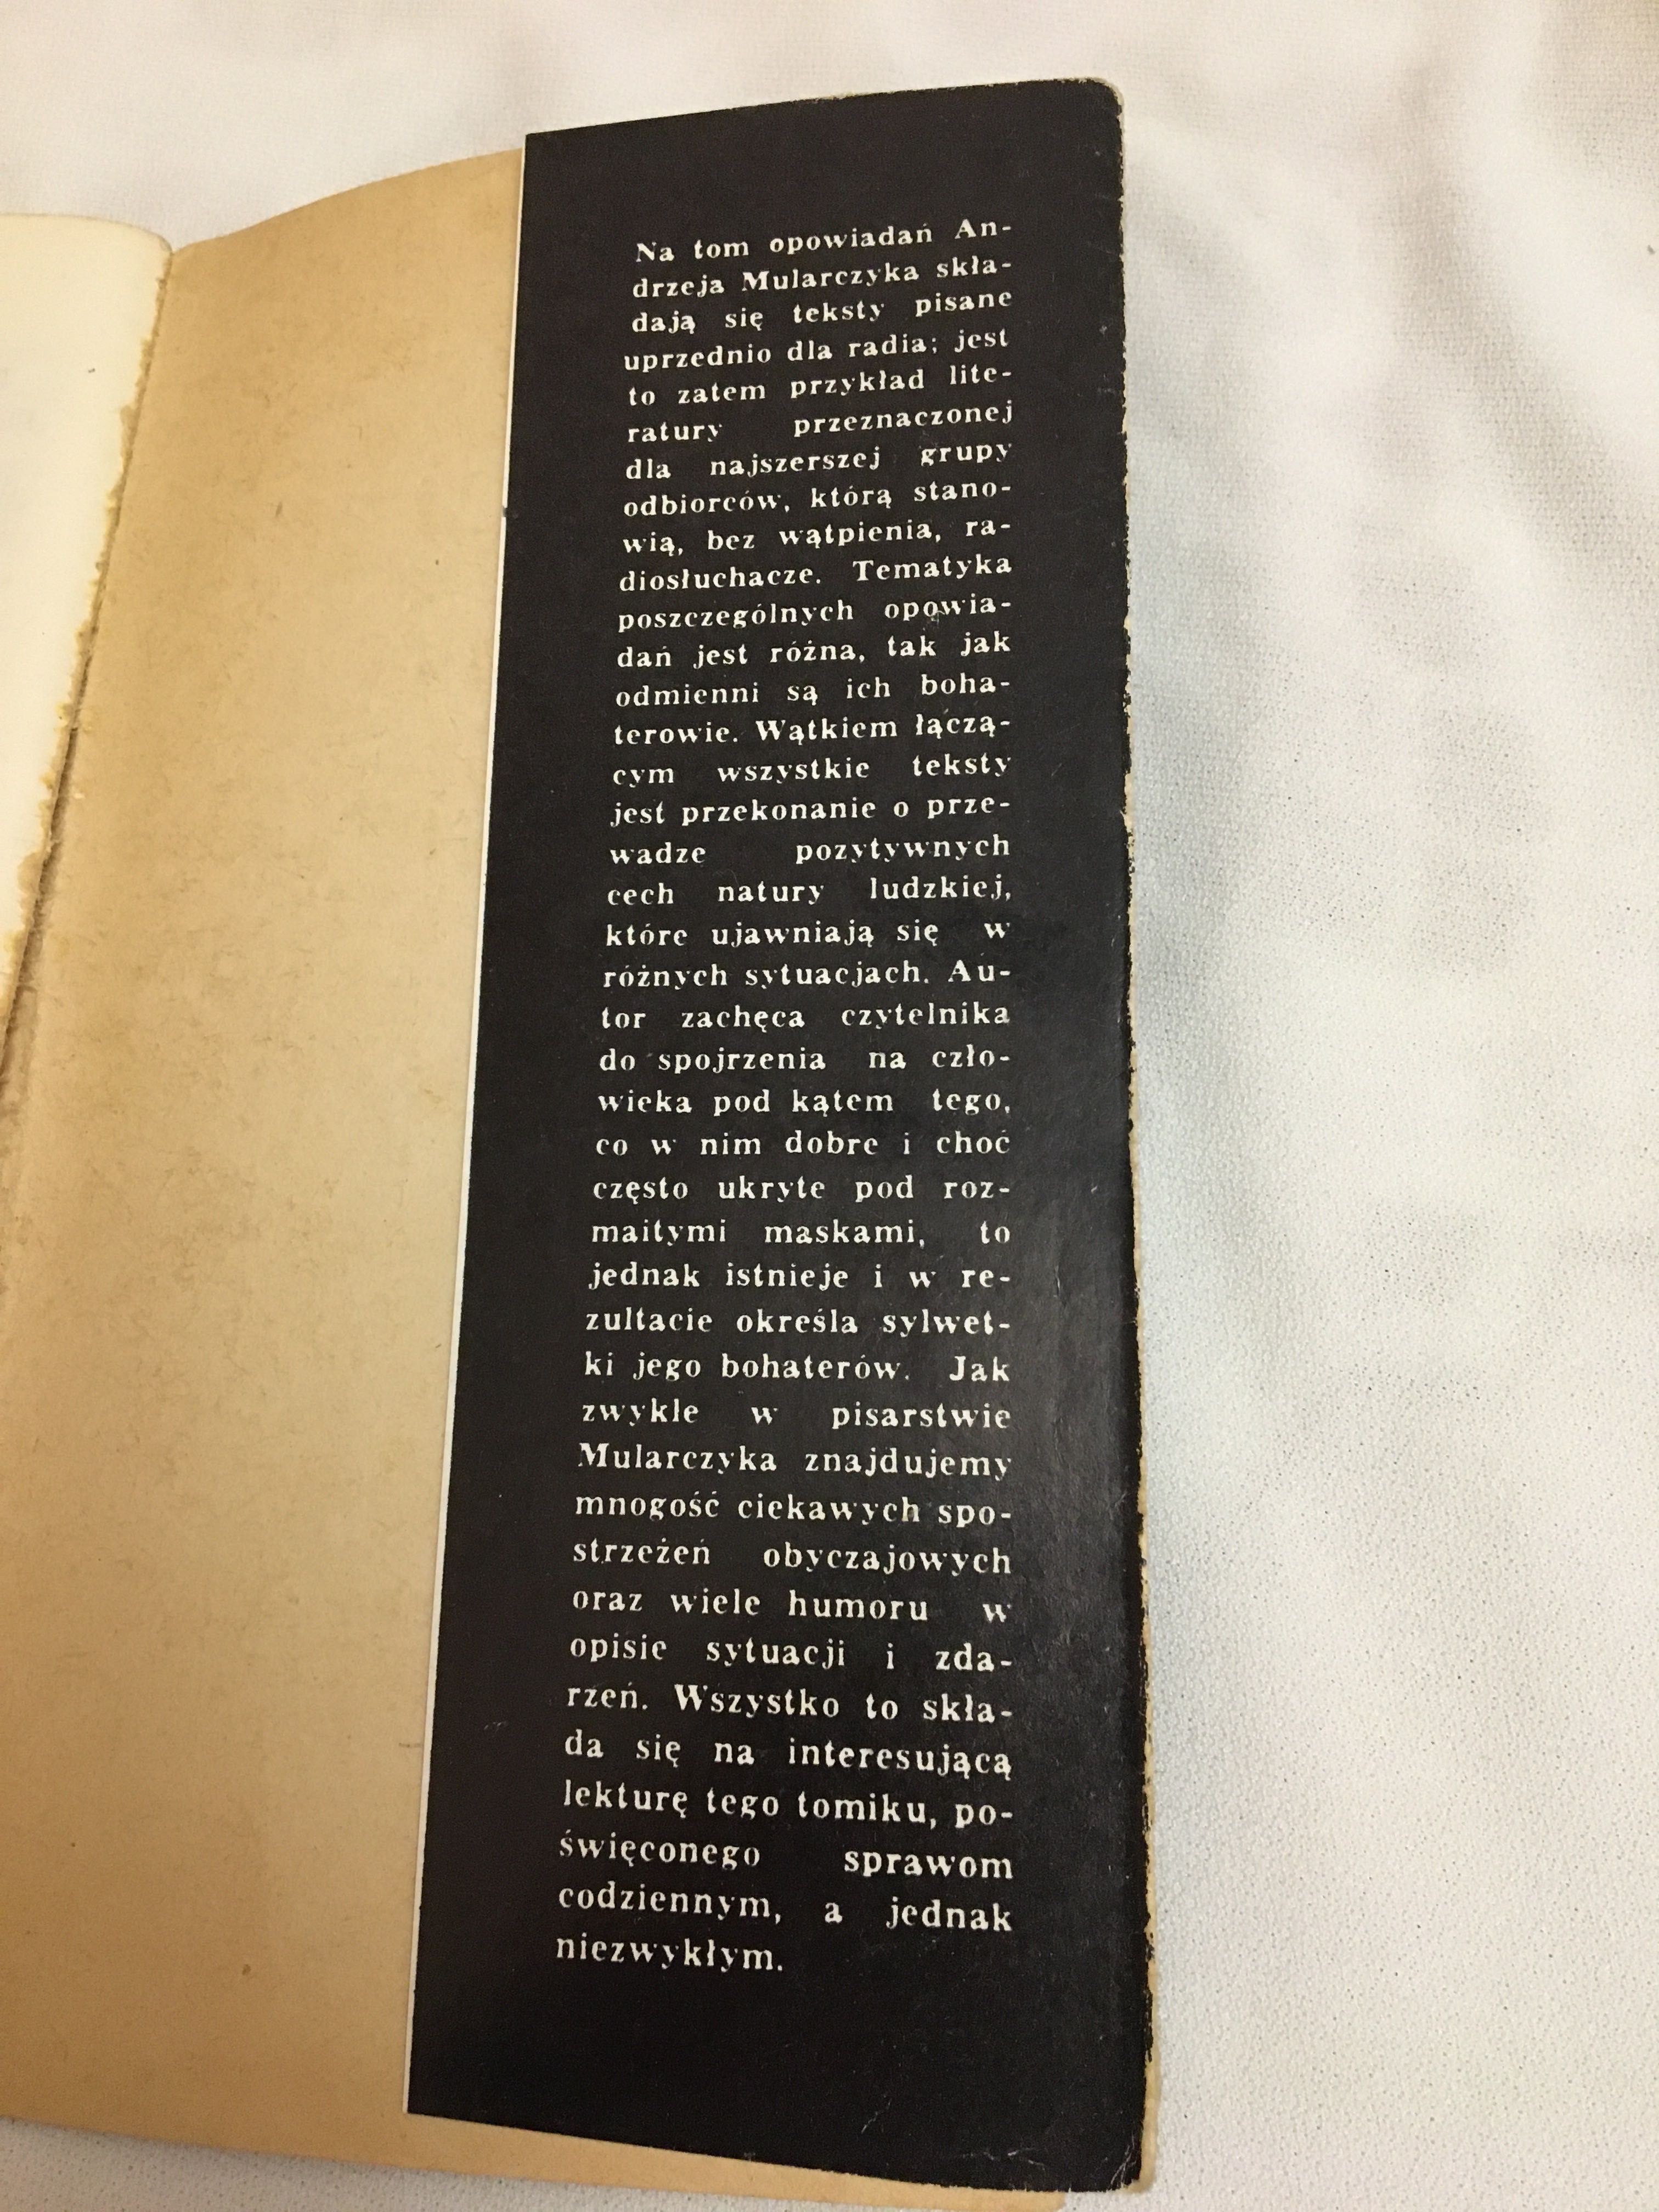 Na tom opowiadań An-
drzeja Mularczyka skła-
dają się teksty pisane
uprzednio dla radia; jest
to zatem przykład lite-
ratury przeznaczonej
dla najszerszej grupy
odbiorców, którą stano-
wią, bez wątpienia, ra-
diosłuchacze. Tematyka
poszczególnych opowia-
dań jest różna, tak jak
odmienni są ich boha-
terowie. Wątkiem łączą-
cym wszystkie teksty
jest przekonanie o prze-
wadze pozytywnych
cech natury ludzkiej,
które ujawniają się w
różnych sytuacjach. Au-
tor zachęca czytelnika
do spojrzenia na czło-
wieka pod kątem tego,
co w nim dobre i choć
często ukryte pod roz-
maitymi maskami, to
jednak istnieje i w re-
zultacie określa sylwet-
ki jego bohaterów. Jak
zwykle w pisarstwie
Mularczyka znajdujemy
mnogość ciekawych spo-
strzeżeń obyczajowych
oraz wiele humoru w
opisie sytuacji i zda-
rzeń. Wszystko to skła-
da się na interesującą
lekturę tego tomiku, po-
święconego sprawom
codziennym, a jednak
niezwykłym.